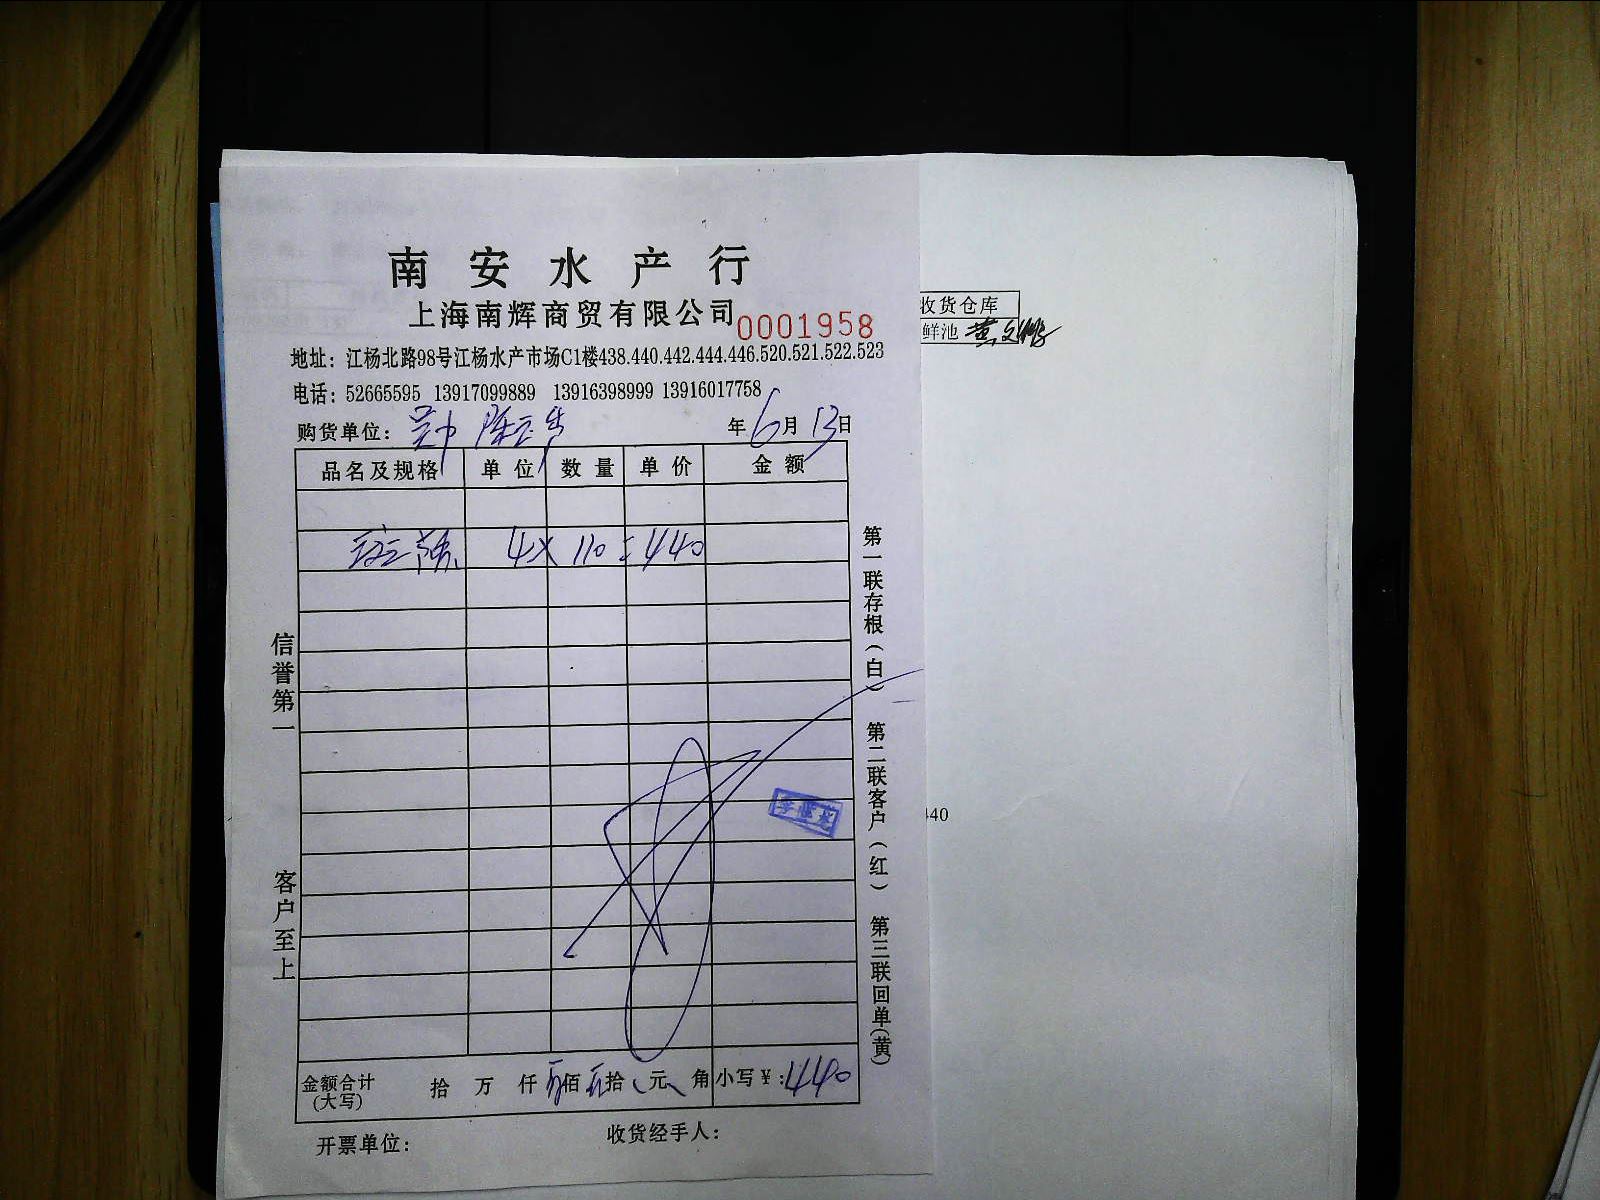 南安水产行
上海南辉商贸有限公司 0001958
地址：江杨北路98号江杨水产市场C1楼438.440.442.444.446.520.521.522.523
电话：52665595 13917099889 13916398999 13916017758
购货单位： 年6月13日
品名及规格 单位 数量 单价 金额
4×110=440
信誉第一
客户至上
第一联存根（白） 第二联客户（红） 第三联回单（黄）
金额合计(大写) 拾 万 仟 佰 拾 元 角 小写¥：440
开票单位： 收货经手人：
收货仓库
鲜池
440